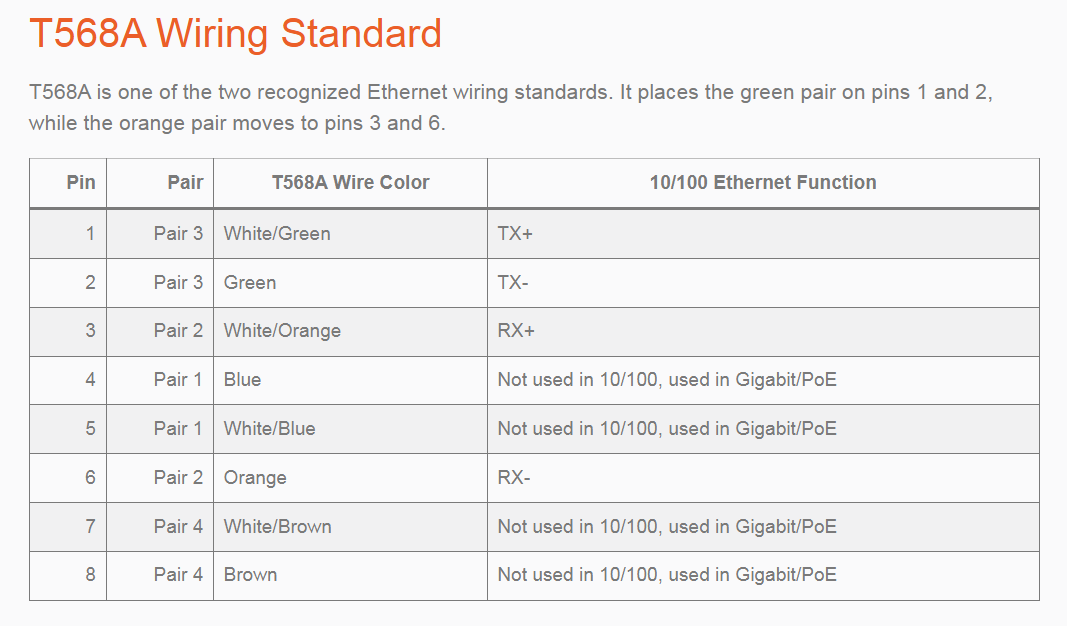 T568A Wiring Standard
T568A is one of the two recognized Ethernet wiring standards. It places the green pair on pins 1 and 2,
while the orange pair moves to pins 3 and 6.
Pin Pair T568A Wire Color 10/100 Ethernet Function
1 Pair 3 White/Green TX+
2 Pair 3 Green TX-
3 Pair 2 White/Orange RX+
4 Pair 1 Blue Not used in 10/100, used in Gigabit/PoE
5 Pair 1 White/Blue Not used in 10/100, used in Gigabit/PoE
6 Pair 2 Orange RX-
7 Pair 4 White/Brown Not used in 10/100, used in Gigabit/PoE
8 Pair 4 Brown Not used in 10/100, used in Gigabit/PoE